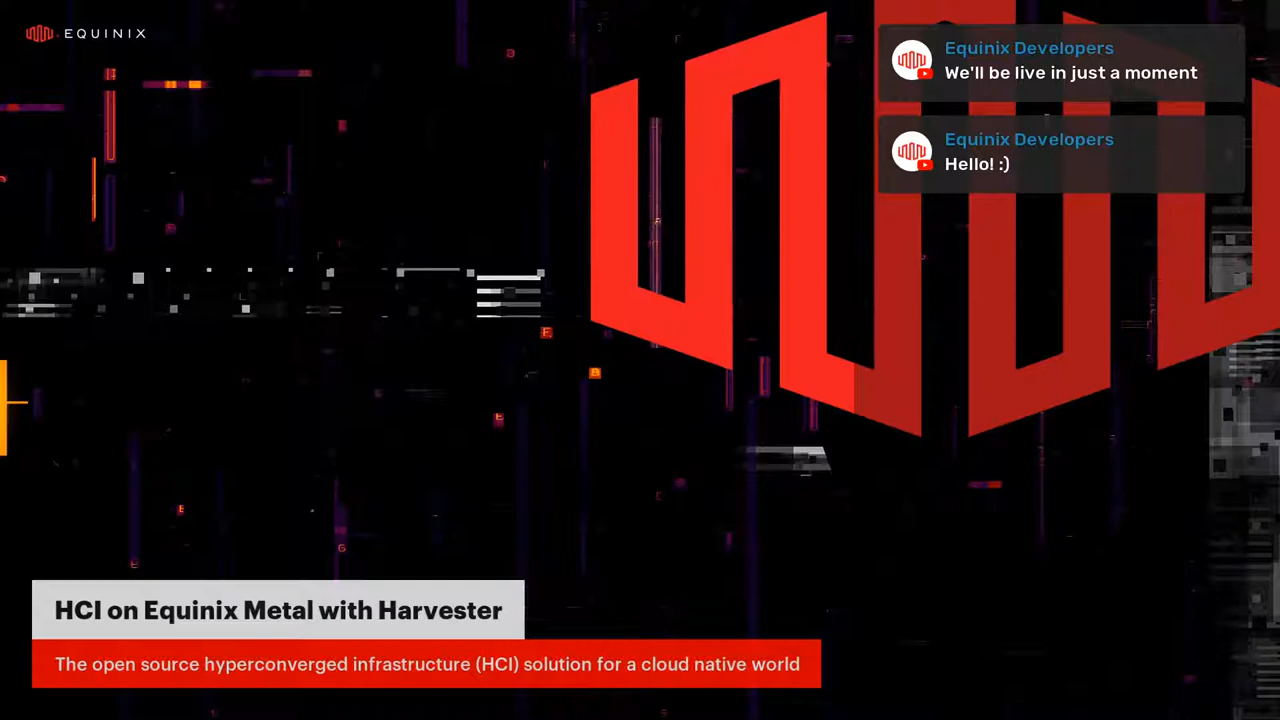 EQUINIX
Equinix Developers
We'll be live in just a moment
Equinix Developers
Hello! :)
HCI on Equinix Metal with Harvester
The open source hyperconverged infrastructure (HCI) solution for a cloud native world